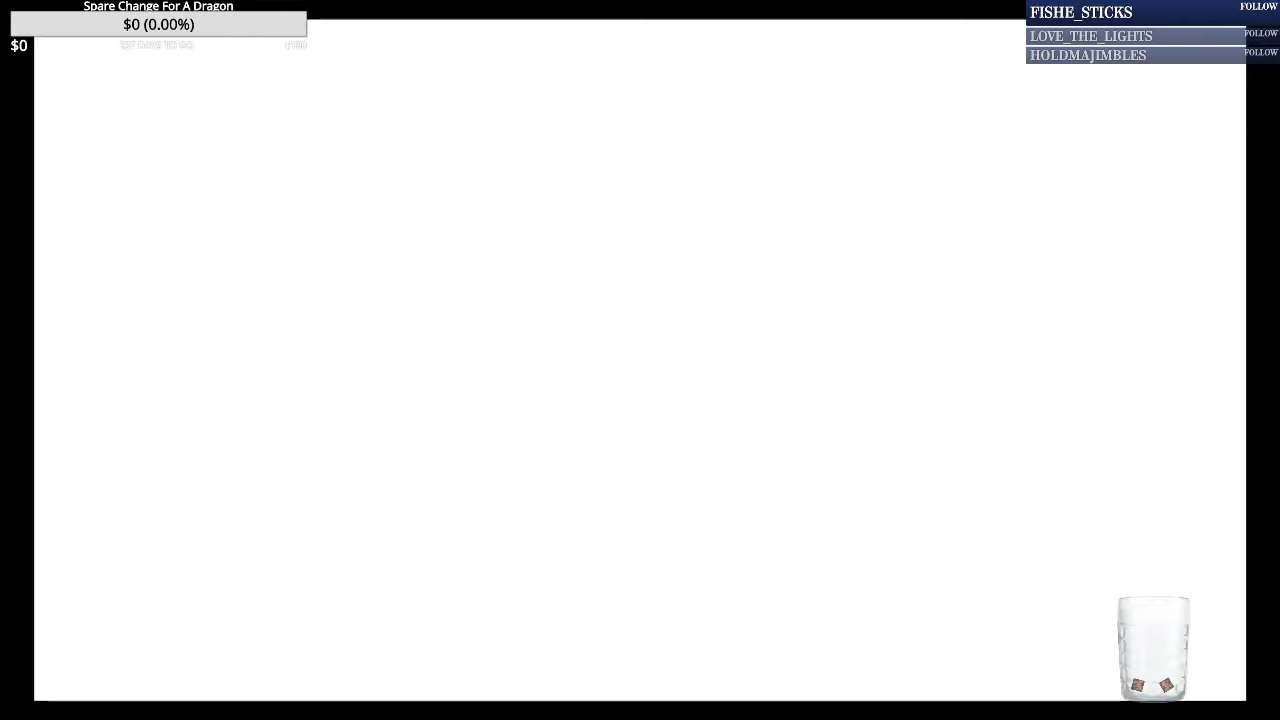 Spare Change For A Dragon
$0 (0.00%)
$0
FISHE_STICKS FOLLOW
LOVE_THE_LIGHTS FOLLOW
HOLDMAJIMBLES FOLLOW